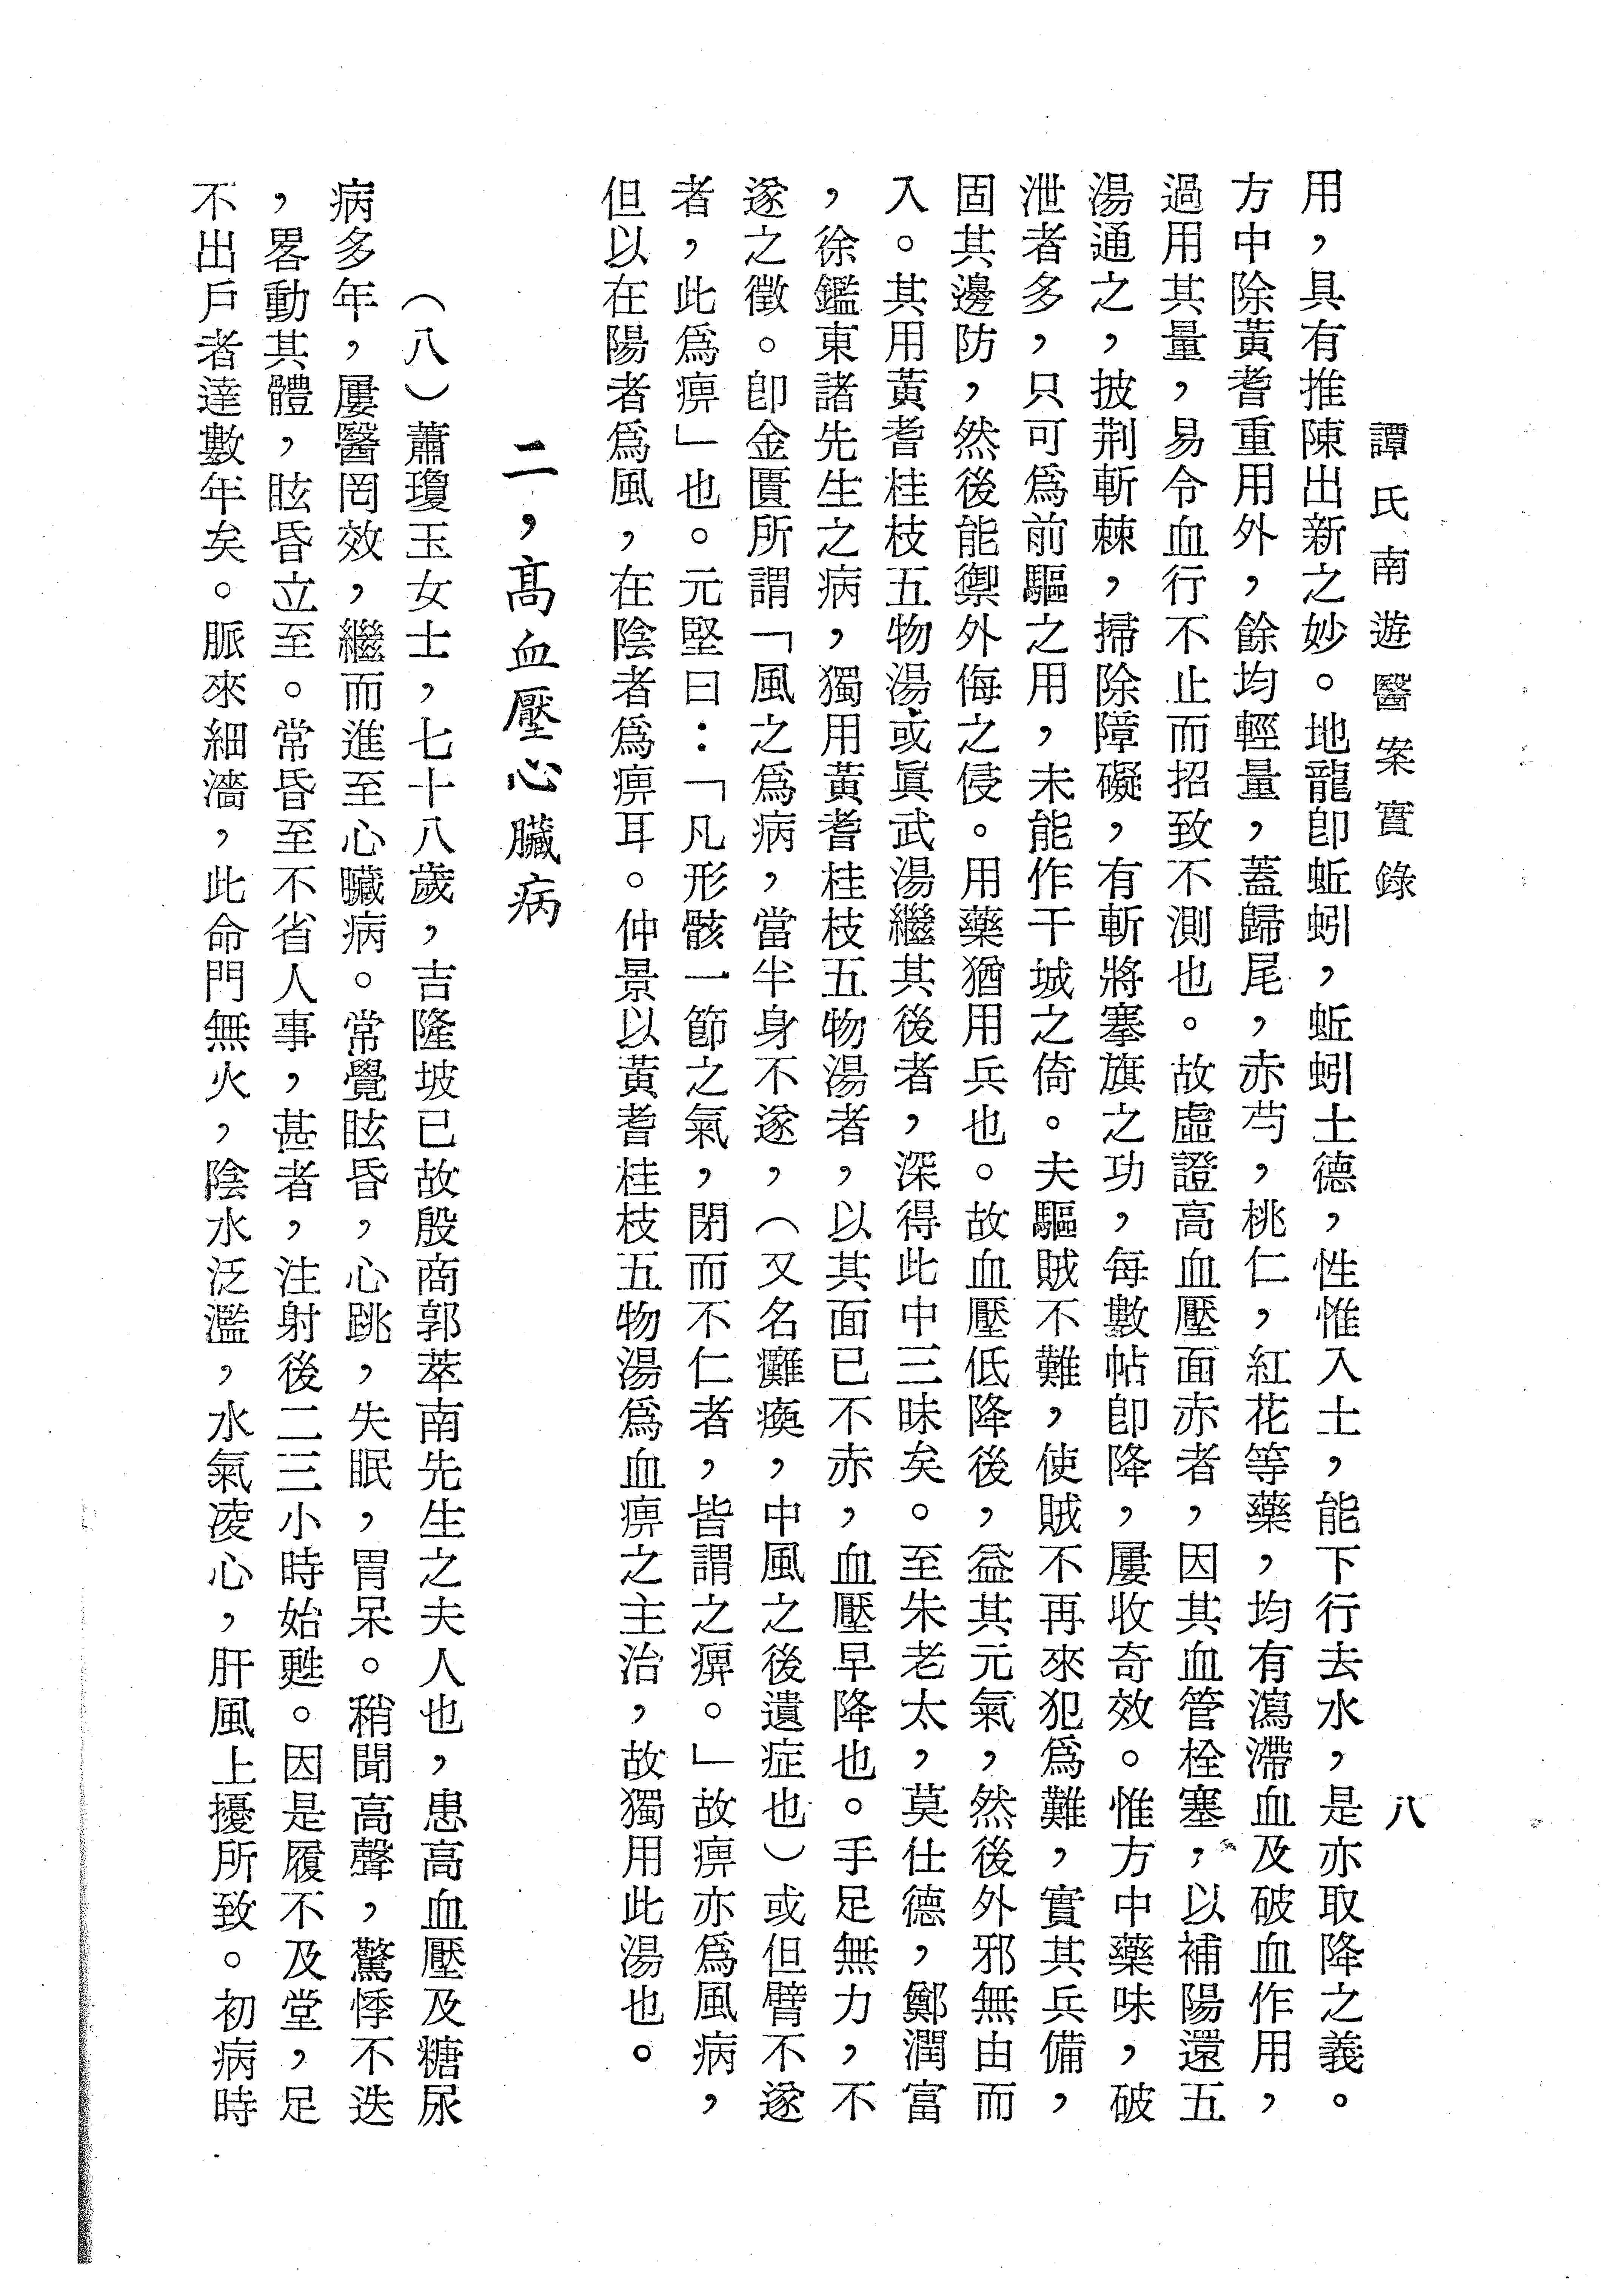 譚氏南遊醫案實錄
八
用，具有推陳出新之妙。地龍卽蚯蚓，蚯蚓土德，性惟入土，能下行去水，是亦取降之義。
方中除黃耆重用外，餘均輕量，蓋歸尾，赤芍，桃仁，紅花等藥，均有瀉滯血及破血作用，
過用其量，易令血行不止而招致不測也。故虛證高血壓面赤者，因其血管栓塞，以補陽還五
湯通之，披荆斬棘，掃除障礙，有斬將搴旗之功，每數帖卽降，屢收奇效。惟方中藥味，破
泄者多，只可爲前驅之用，未能作干城之倚。夫驅賊不難，使賊不再來犯爲難，實其兵備，
固其邊防，然後能禦外侮之侵。用藥猶用兵也。故血壓低降後，益其元氣，然後外邪無由而
入。其用黃耆桂枝五物湯或眞武湯繼其後者，深得此中三昧矣。至朱老太，莫仕德，鄭潤富
，徐鑑東諸先生之病，獨用黃耆桂枝五物湯者，以其面已不赤，血壓早降也。手足無力，不
遂之徵。卽金匱所謂「風之爲病，當半身不遂，（又名癱瘓，中風之後遺症也）或但臂不遂
者，此爲痹」也。元堅曰：「凡形骸一節之氣，閉而不仁者，皆謂之痹。」故痹亦爲風病，
但以在陽者爲風，在陰者爲痹耳。仲景以黃耆桂枝五物湯爲血痹之主治，故獨用此湯也。
二，高血壓心臟病
（八）蕭瓊玉女士，七十八歲，吉隆坡已故殷商郭萃南先生之夫人也，患高血壓及糖尿
病多年，屢醫罔效，繼而進至心臟病。常覺眩昏，心跳，失眠，胃呆。稍聞高聲，驚悸不迭
，畧動其體，眩昏立至。常昏至不省人事，甚者，注射後二三小時始甦。因是履不及堂，足
不出戶者達數年矣。脈來細濇，此命門無火，陰水泛濫，水氣凌心，肝風上擾所致。初病時